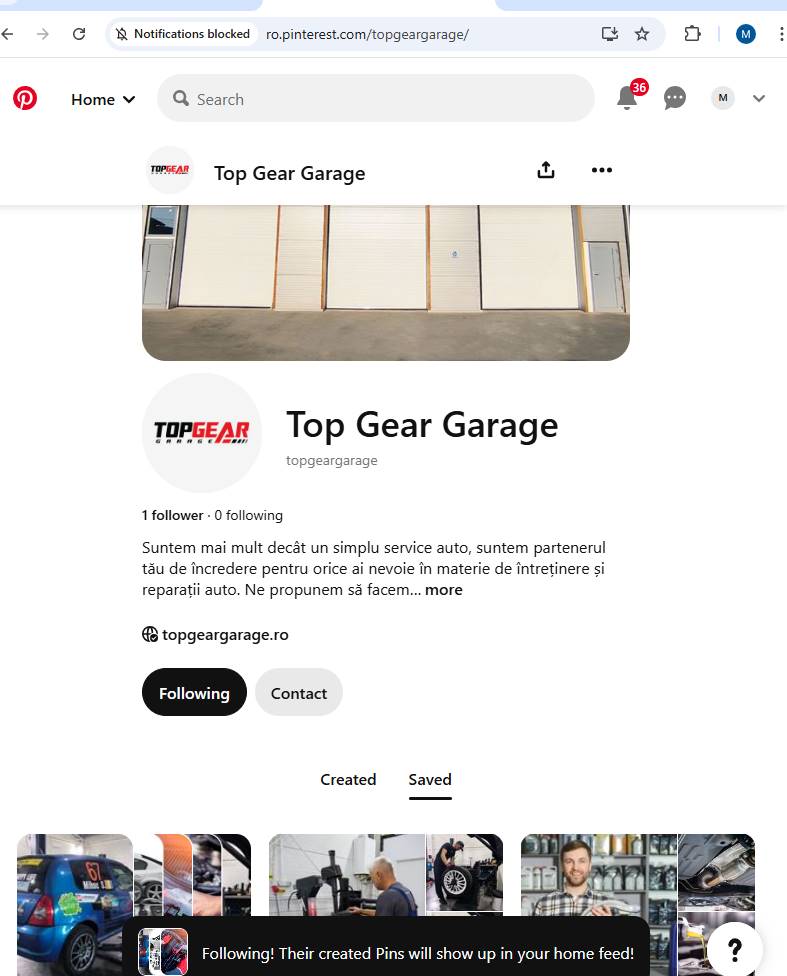 Notifications blocked
ro.pinterest.com/topgeargarage/
M
Home
Search
36
M
TOPGEAR
Top Gear Garage
TOPGEAR
GARAGE
Top Gear Garage
topgeargarage
1 follower · 0 following
Suntem mai mult decât un simplu service auto, suntem partenerul
tău de încredere pentru orice ai nevoie în materie de întreținere și
reparații auto. Ne propunem să facem... more
topgeargarage.ro
Following
Contact
Created
Saved
67
Following! Their created Pins will show up in your home feed!
?